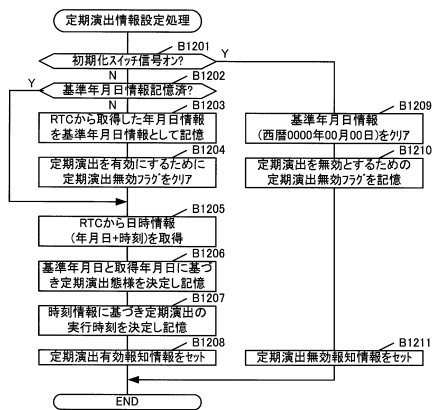 定期演出情報設定処理
B1201
初期化スイッチ信号オン?
Y
N
B1202
Y
基準年月日情報記憶済?
N
B1203
RTCから取得した年月日情報
を基準年月日情報として記憶
B1204
定期演出を有効にするために
定期演出無効フラグをクリア
B1209
基準年月日情報
(西暦0000年00月00日)をクリア
B1210
定期演出を無効とするための
定期演出無効フラグを記憶
B1205
RTCから日時情報
(年月日+時刻)を取得
B1206
基準年月日と取得年月日に基づ
き定期演出態様を決定し記憶
B1207
時刻情報に基づき定期演出の
実行時刻を決定し記憶
B1208
定期演出有効報知情報をセット
B1211
定期演出無効報知情報をセット
END